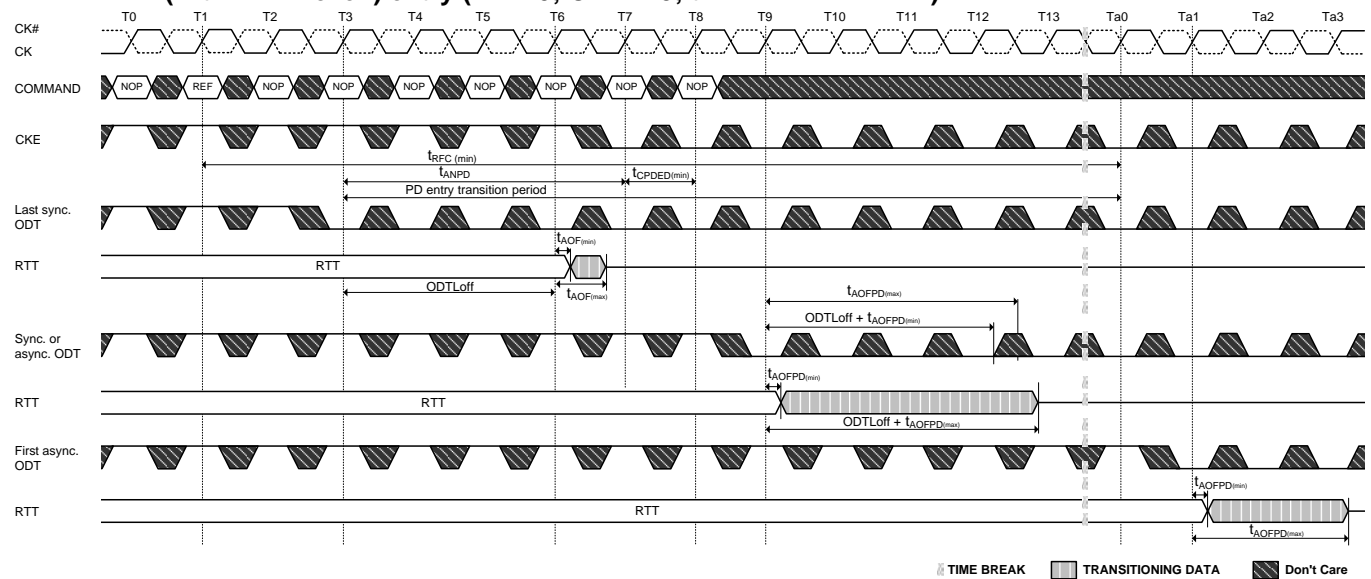 T0 T1 T2 T3 T4 T5 T6 T7 T8 T9 T10 T11 T12 T13 Ta0 Ta1 Ta2 Ta3
CK#
CK
COMMAND NOP REF NOP NOP NOP NOP NOP NOP NOP
CKE
tRFC (min)
tANPD tCPDED(min)
PD entry transition period
Last sync.
ODT
tAOF(min)
RTT RTT
ODTLoff tAOF(max)
tAOFPD(max)
ODTLoff + tAOFPD(min)
Sync. or
async. ODT
tAOFPD(min)
RTT RTT
ODTLoff + tAOFPD(max)
First async.
ODT
tAOFPD(min)
RTT RTT
tAOFPD(max)
TIME BREAK TRANSITIONING DATA Don't Care